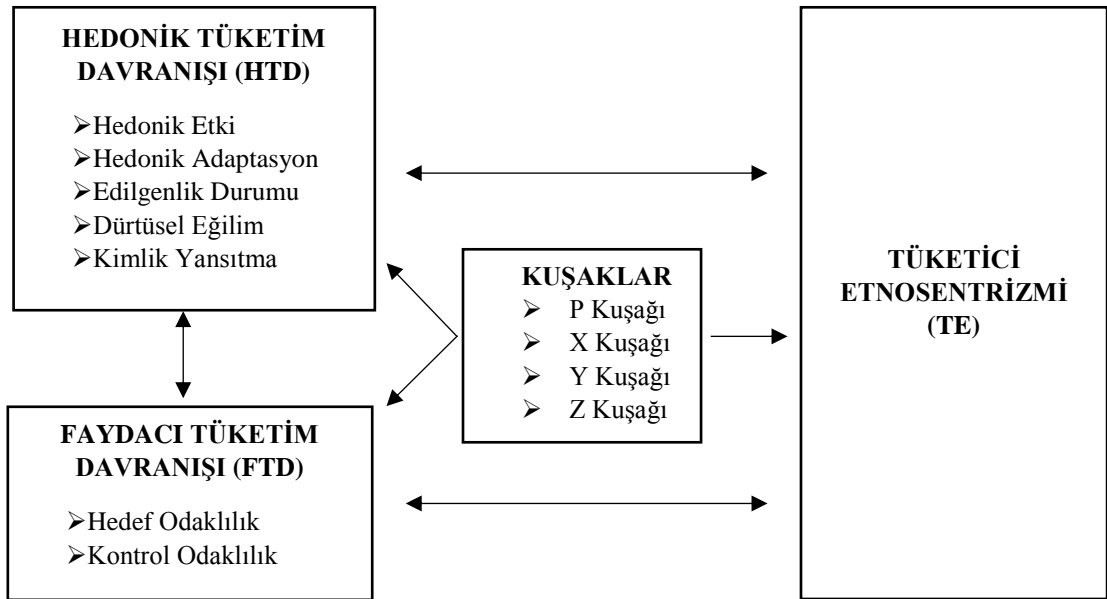 HEDONİK TÜKETİM
DAVRANIŞI (HTD)
➢Hedonik Etki
➢Hedonik Adaptasyon
➢Edilgenlik Durumu
➢Dürtüsel Eğilim
➢Kimlik Yansıtma
FAYDACI TÜKETİM
DAVRANIŞI (FTD)
➢Hedef Odaklılık
➢Kontrol Odaklılık
KUŞAKLAR
➢ P Kuşağı
➢ X Kuşağı
➢ Y Kuşağı
➢ Z Kuşağı
TÜKETİCİ
ETNOSENTRİZMİ
(TE)